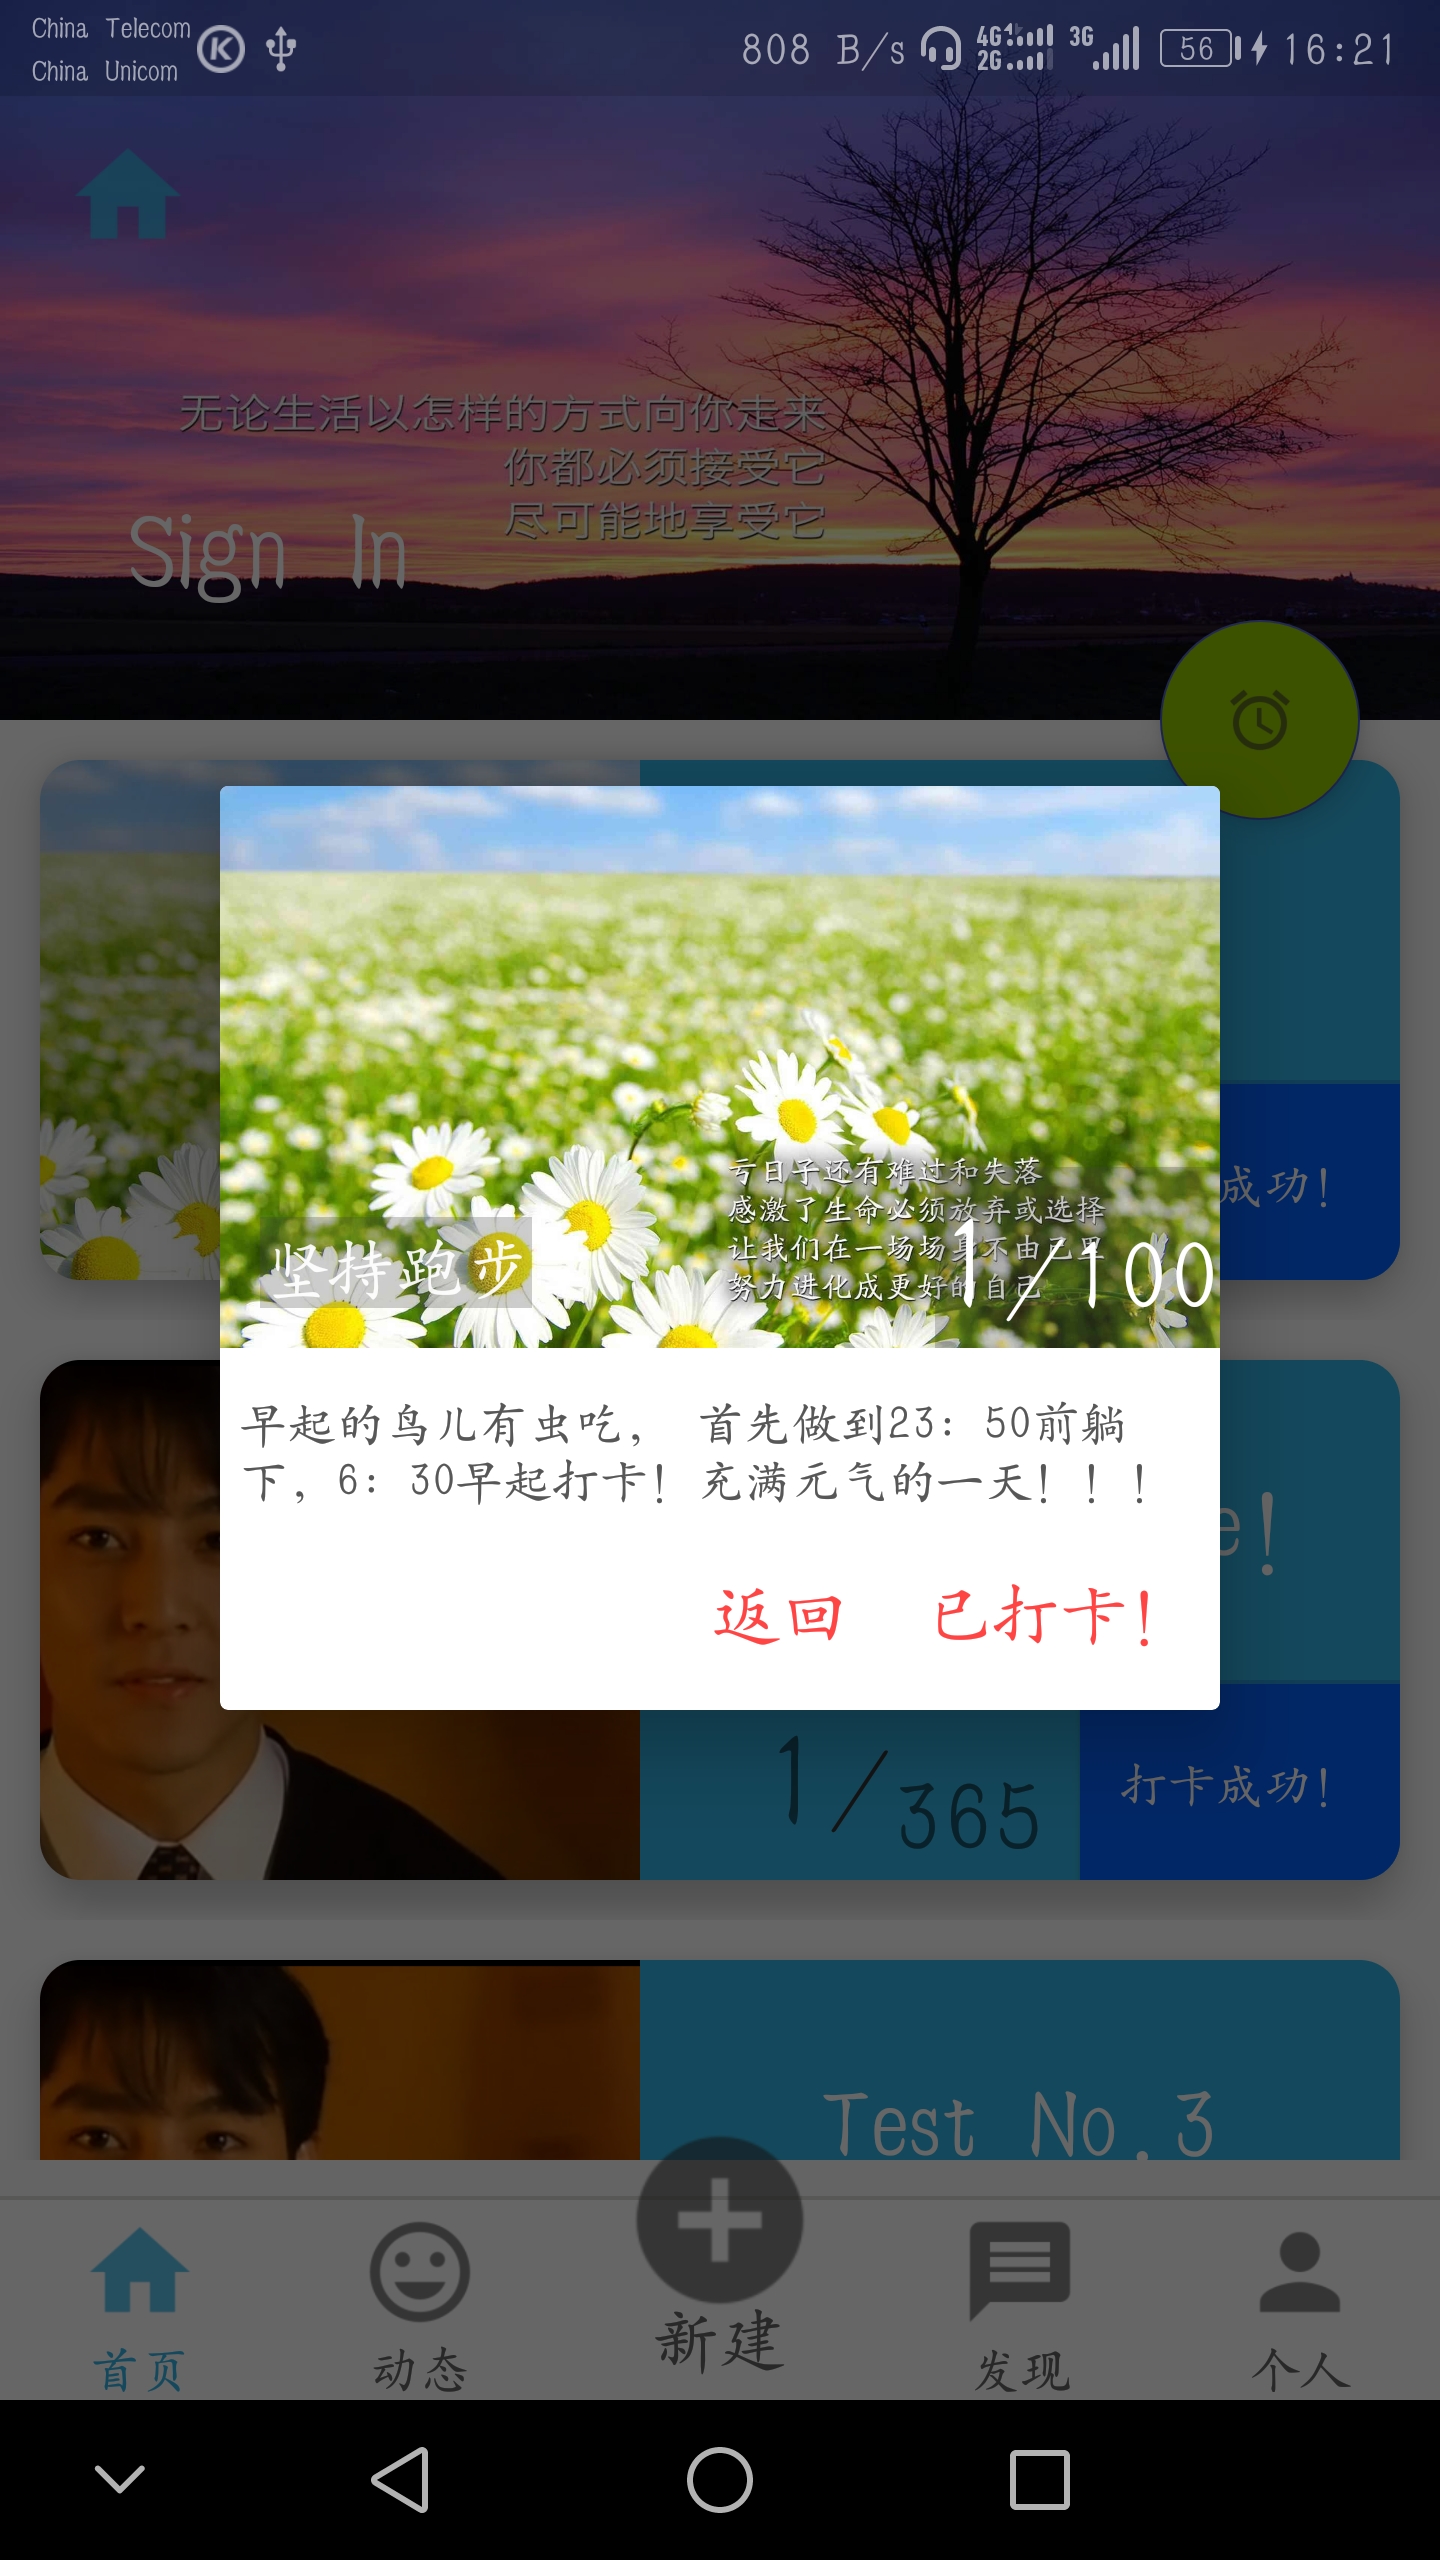 China Telecom
China Unicom
808 B/s
4G
2G
3G
56
16:21
无论生活以怎样的方式向你走来
你都必须接受它
尽可能地享受它
Sign In
亏日子还有难过和失落
感激了生命必须放弃或选择
让我们在一场场身不由己里
努力进化成更好的自己
坚持跑步
1/100
成功！
早起的鸟儿有虫吃， 首先做到23：50前躺
下，6：30早起打卡！充满元气的一天！！！
返回 已打卡！
e!
1/365
打卡成功！
Test No.3
首页
动态
新建
发现
个人